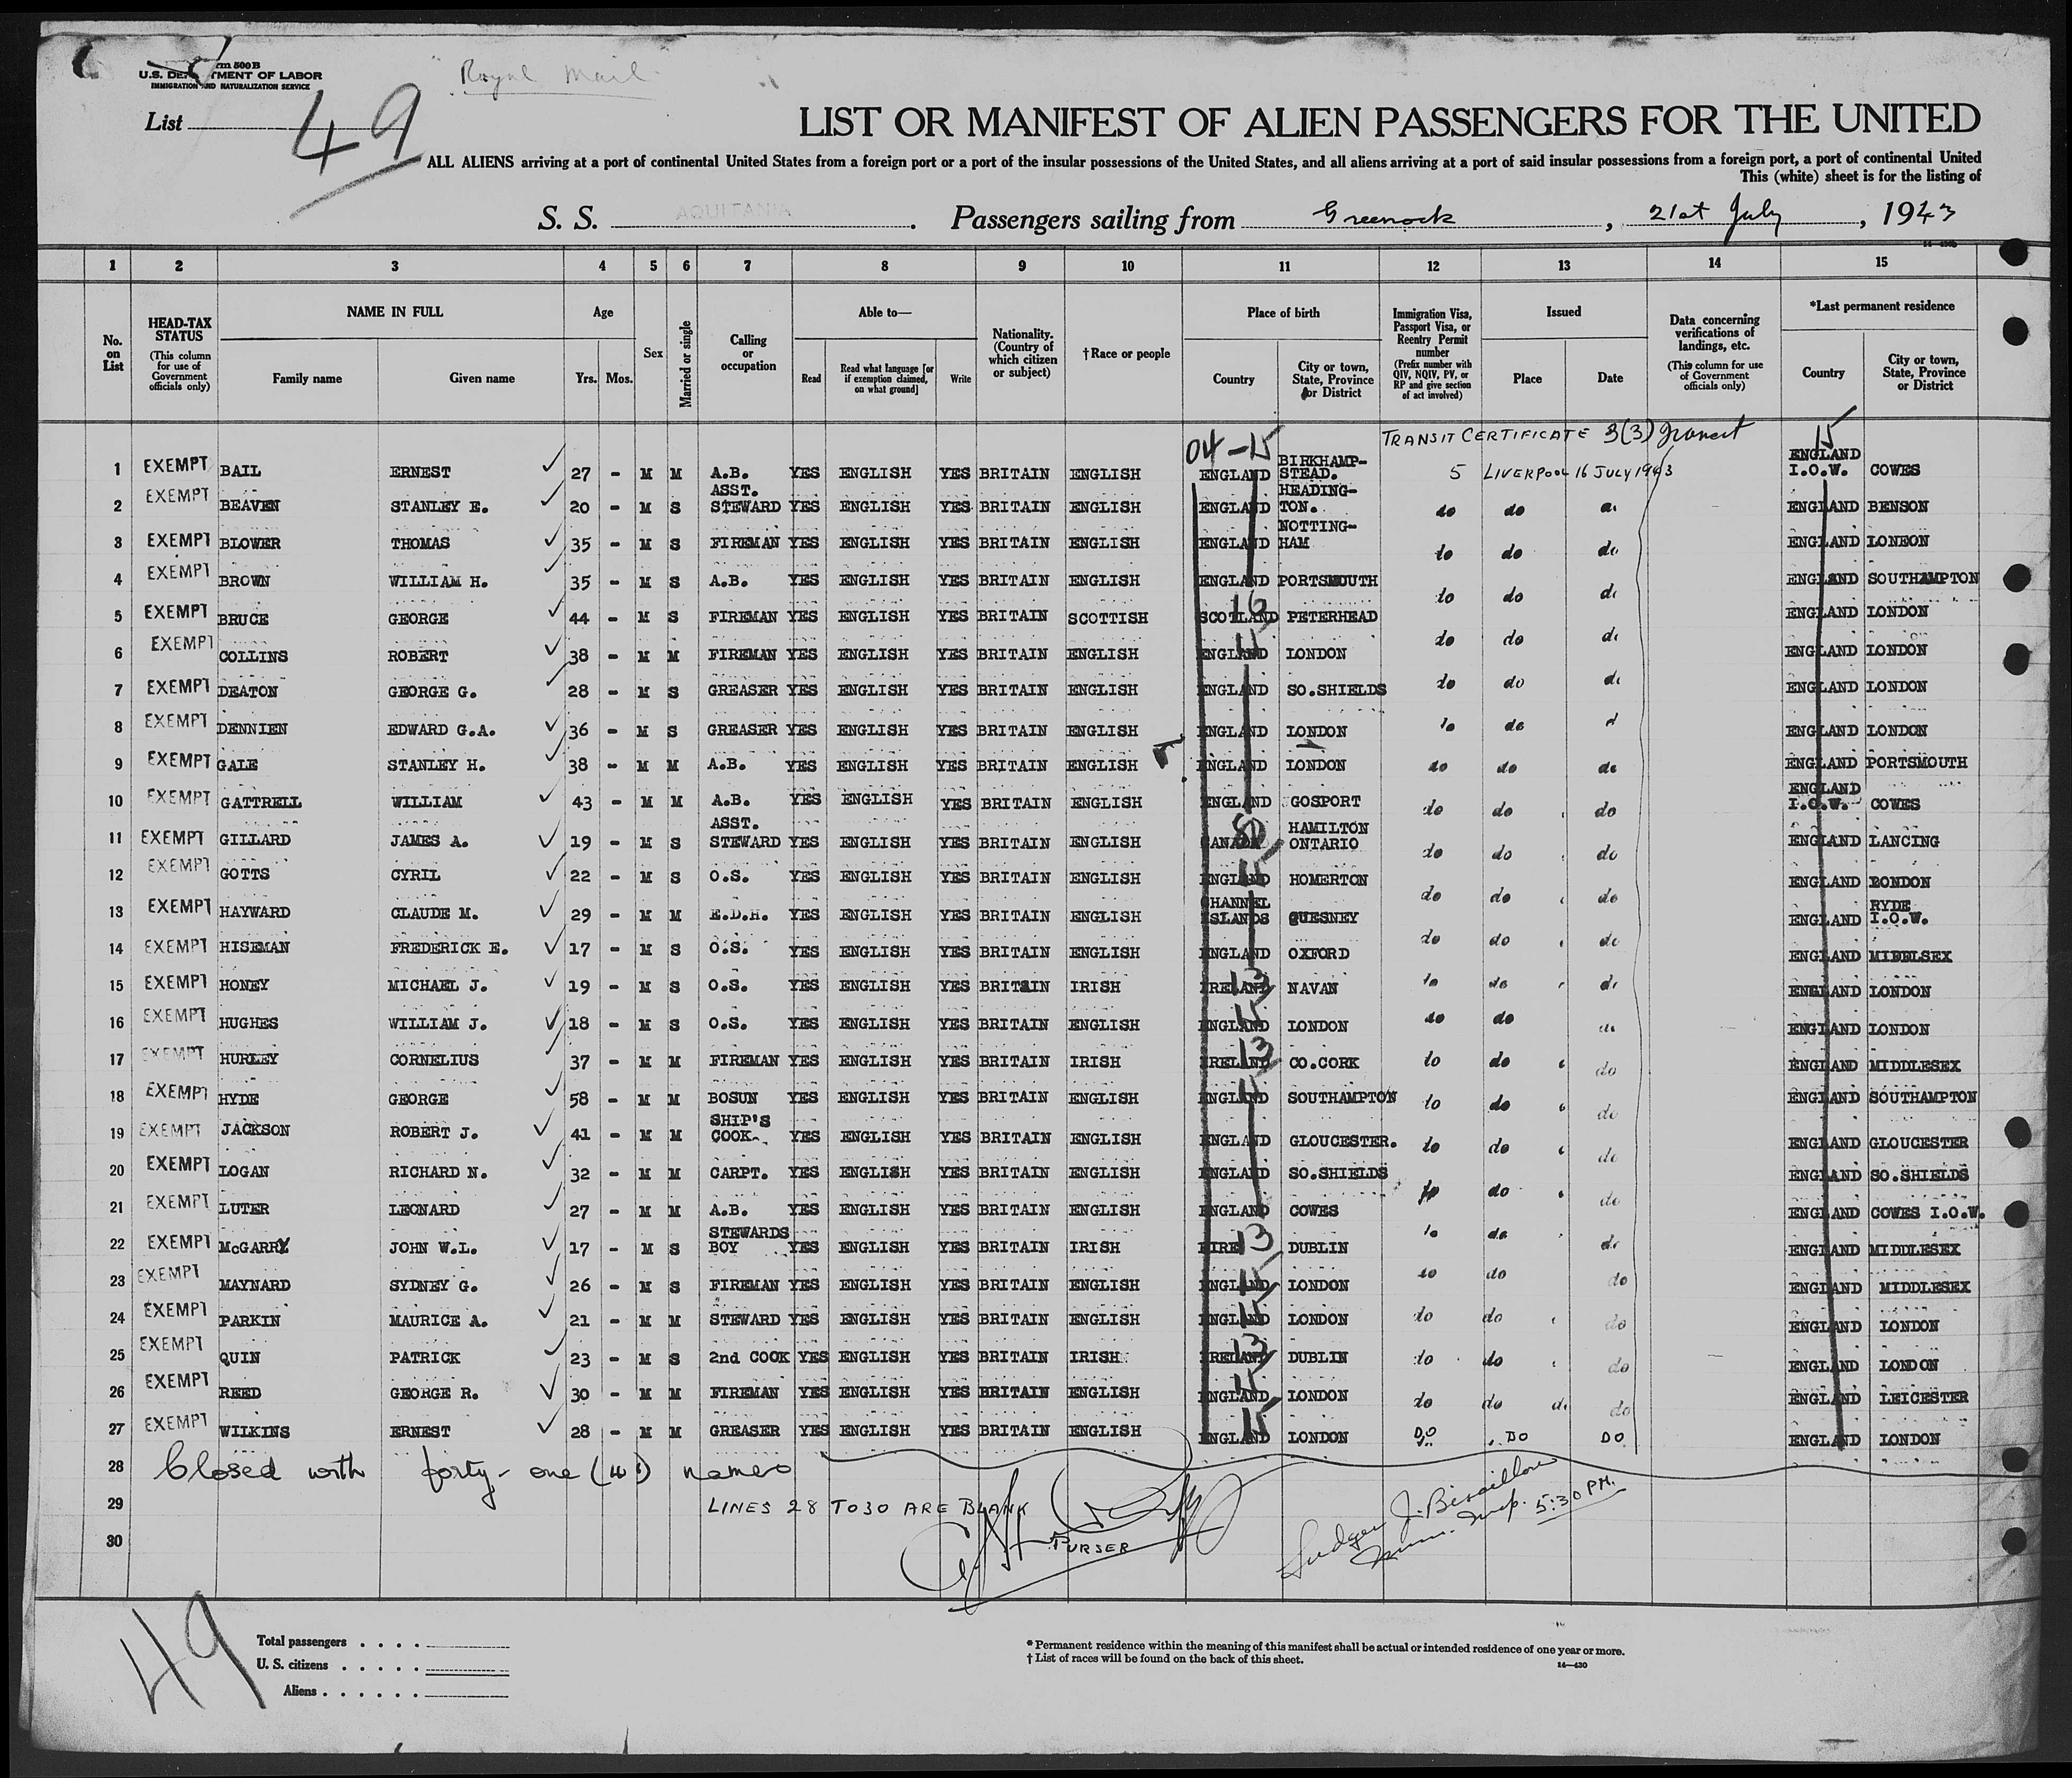 Form 500B
U.S. DEPARTMENT OF LABOR
IMMIGRATION AND NATURALIZATION SERVICE
Royal Mail
List 49
LIST OR MANIFEST OF ALIEN PASSENGERS FOR THE UNITED
ALL ALIENS arriving at a port of continental United States from a foreign port or a port of the insular possessions of the United States, and all aliens arriving at a port of said insular possessions from a foreign port, a port of continental United
This (white) sheet is for the listing of
S. S. AQUITANIA. Passengers sailing from Greenock, 21st July, 1943
1 2 3 4 5 6 7 8 9 10 11 12 13 14 15
No. on List
HEAD-TAX STATUS (This column for use of Government officials only)
NAME IN FULL Family name Given name
Age Yrs. Mos.
Sex
Married or single
Calling or occupation
Able to— Read Read what language [or if exemption claimed, on what ground] Write
Nationality. (Country of which citizen or subject)
†Race or people
Place of birth Country City or town, State, Province or District
Immigration Visa, Passport Visa, or Reentry Permit number (Prefix number with QIV, NQIV, PV, or RP and give section of act involved)
Issued Place Date
Data concerning verifications of landings, etc. (This column for use of Government officials only)
*Last permanent residence Country City or town, State, Province or District
04-15 TRANSIT CERTIFICATE 3(3) Transit 15
1 EXEMPT BAIL ERNEST 27 - M M A.B. YES ENGLISH YES BRITAIN ENGLISH ENGLAND BIRKHAMP-STEAD. 5 LIVERPOOL 16 JULY 1943 ENGLAND I.O.W. COWES
2 EXEMPT BEAVEN STANLEY E. 20 - M S ASST. STEWARD YES ENGLISH YES BRITAIN ENGLISH ENGLAND HEADING-TON. do do do ENGLAND BENSON
3 EXEMPT BLOWER THOMAS 35 - M S FIREMAN YES ENGLISH YES BRITAIN ENGLISH ENGLAND NOTTING-HAM do do do ENGLAND LONDON
4 EXEMPT BROWN WILLIAM H. 35 - M S A.B. YES ENGLISH YES BRITAIN ENGLISH ENGLAND PORTSMOUTH do do do ENGLAND SOUTHAMPTON
5 EXEMPT BRUCE GEORGE 44 - M S FIREMAN YES ENGLISH YES BRITAIN SCOTTISH SCOTLAND 16 PETERHEAD do do do ENGLAND LONDON
6 EXEMPT COLLINS ROBERT 38 - M M FIREMAN YES ENGLISH YES BRITAIN ENGLISH ENGLAND 15 LONDON do do do ENGLAND LONDON
7 EXEMPT DEATON GEORGE G. 28 - M S GREASER YES ENGLISH YES BRITAIN ENGLISH ENGLAND SO.SHIELDS do do do ENGLAND LONDON
8 EXEMPT DENNIEN EDWARD G.A. 36 - M S GREASER YES ENGLISH YES BRITAIN ENGLISH ENGLAND LONDON do do do ENGLAND LONDON
9 EXEMPT GALE STANLEY H. 38 - M M A.B. YES ENGLISH YES BRITAIN ENGLISH ENGLAND LONDON do do do ENGLAND PORTSMOUTH
10 EXEMPT GATTRELL WILLIAM 43 - M M A.B. YES ENGLISH YES BRITAIN ENGLISH ENGLAND GOSPORT do do do ENGLAND I.O.W. COWES
11 EXEMPT GILLARD JAMES A. 19 - M S ASST. STEWARD YES ENGLISH YES BRITAIN ENGLISH CANADA HAMILTON ONTARIO do do do ENGLAND LANCING
12 EXEMPT GOTTS CYRIL 22 - M S O.S. YES ENGLISH YES BRITAIN ENGLISH ENGLAND 15 HOMERTON do do do ENGLAND RONDON
13 EXEMPT HAYWARD CLAUDE M. 29 - M M E.D.H. YES ENGLISH YES BRITAIN ENGLISH CHANNEL ISLANDS GUESNEY do do do ENGLAND RYDE I.O.W.
14 EXEMPT HISEMAN FREDERICK E. 17 - M S O.S. YES ENGLISH YES BRITAIN ENGLISH ENGLAND OXFORD do do do ENGLAND MIDDLSEX
15 EXEMPT HONEY MICHAEL J. 19 - M S O.S. YES ENGLISH YES BRITAIN IRISH IRELAND 13 NAVAN do do do ENGLAND LONDON
16 EXEMPT HUGHES WILLIAM J. 18 - M S O.S. YES ENGLISH YES BRITAIN ENGLISH ENGLAND 15 LONDON do do do ENGLAND LONDON
17 EXEMPT HURLEY CORNELIUS 37 - M M FIREMAN YES ENGLISH YES BRITAIN IRISH IRELAND 13 CO.CORK do do do ENGLAND MIDDLESEX
18 EXEMPT HYDE GEORGE 58 - M M BOSUN YES ENGLISH YES BRITAIN ENGLISH ENGLAND 15 SOUTHAMPTON do do do ENGLAND SOUTHAMPTON
19 EXEMPT JACKSON ROBERT J. 41 - M M SHIP'S COOK YES ENGLISH YES BRITAIN ENGLISH ENGLAND GLOUCESTER. do do do ENGLAND GLOUCESTER
20 EXEMPT LOGAN RICHARD N. 32 - M M CARPT. YES ENGLISH YES BRITAIN ENGLISH ENGLAND SO.SHIELDS do do do ENGLAND SO.SHIELDS
21 EXEMPT LUTER LEONARD 27 - M M A.B. YES ENGLISH YES BRITAIN ENGLISH ENGLAND COWES do do do ENGLAND COWES I.O.W.
22 EXEMPT McGARRY JOHN W.L. 17 - M S STEWARDS BOY YES ENGLISH YES BRITAIN IRISH EIRE 13 DUBLIN do do do ENGLAND MIDDLESEX
23 EXEMPT MAYNARD SYDNEY G. 26 - M S FIREMAN YES ENGLISH YES BRITAIN ENGLISH ENGLAND 15 LONDON do do do ENGLAND MIDDLESEX
24 EXEMPT PARKIN MAURICE A. 21 - M M STEWARD YES ENGLISH YES BRITAIN ENGLISH ENGLAND 15 LONDON do do do ENGLAND LONDON
25 EXEMPT QUIN PATRICK 23 - M S 2nd COOK YES ENGLISH YES BRITAIN IRISH IRELAND 13 DUBLIN do do do ENGLAND LONDON
26 EXEMPT REED GEORGE R. 30 - M M FIREMAN YES ENGLISH YES BRITAIN ENGLISH ENGLAND 15 LONDON do do do ENGLAND LEICESTER
27 EXEMPT WILKINS ERNEST 28 - M M GREASER YES ENGLISH YES BRITAIN ENGLISH ENGLAND 15 LONDON DO DO DO ENGLAND LONDON
28 Closed with forty-one (41) names
29 LINES 28 TO 30 ARE BLANK
30 PURSER
Imm. Insp. 5:30 P.M.
49
Total passengers
U. S. citizens
Aliens
* Permanent residence within the meaning of this manifest shall be actual or intended residence of one year or more.
† List of races will be found on the back of this sheet.
14—430